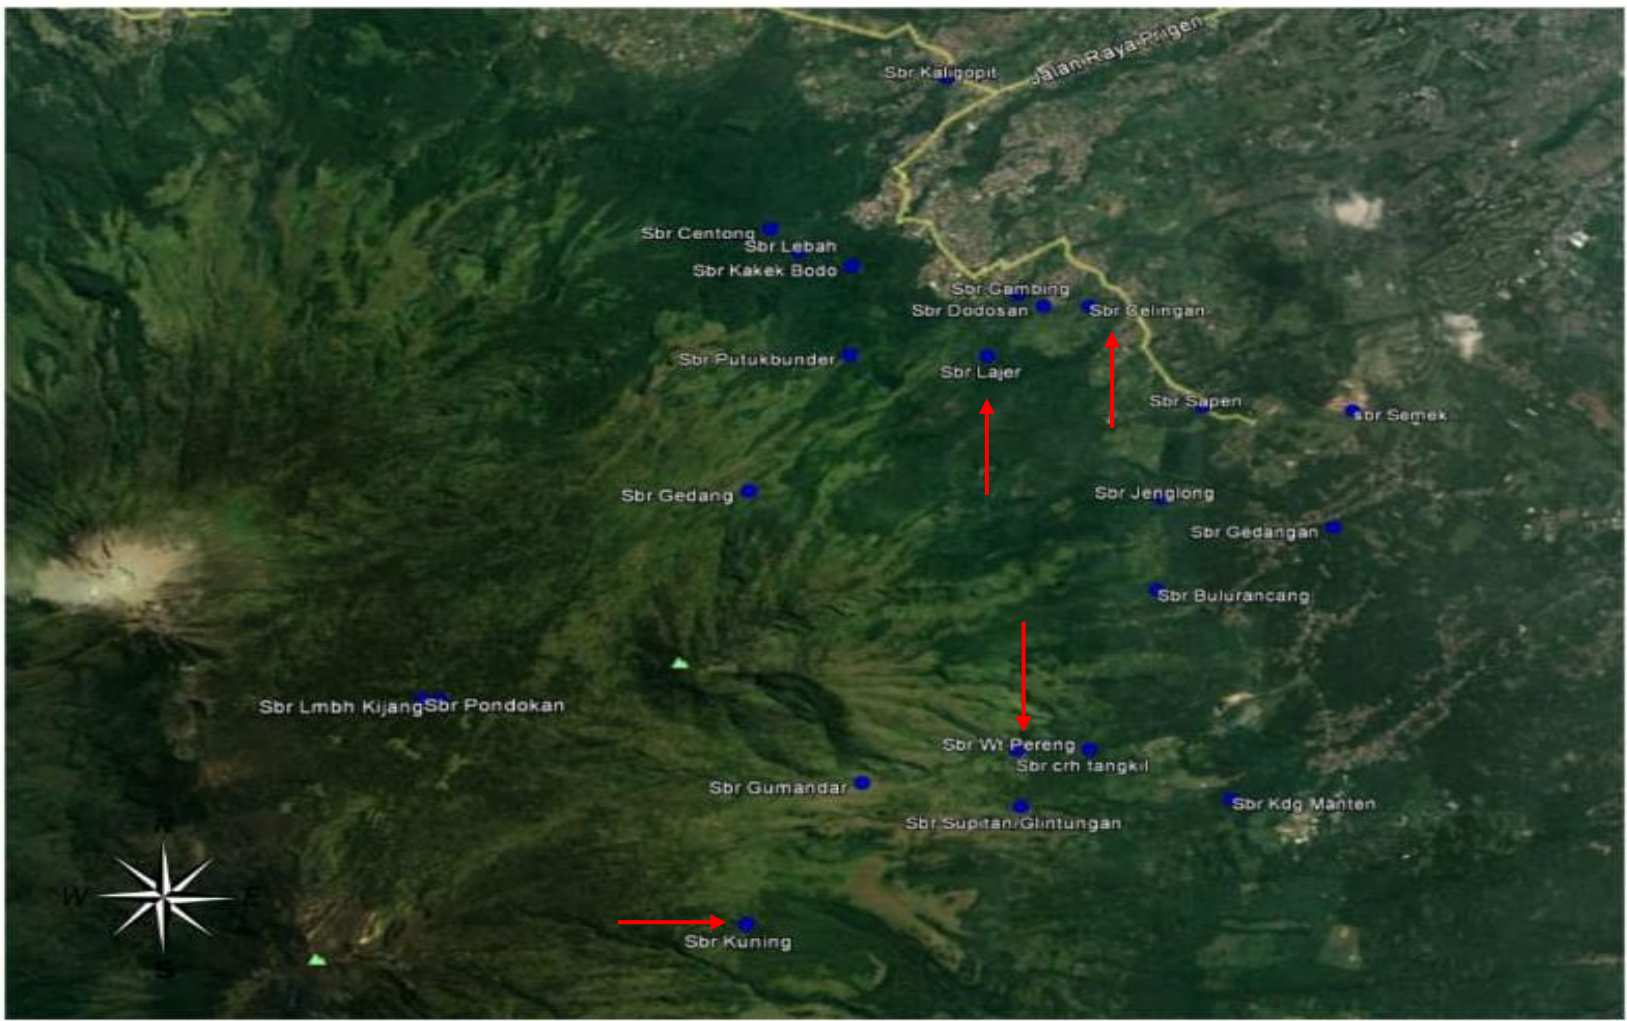 Sbr Kaligopit
Jalan Raya Prigen
Sbr Centong
Sbr Lebah
Sbr Kakek Bodo
Sbr Gambing
Sbr Dodosan
Sbr Celingan
Sbr Putukbunder
Sbr Lajer
Sbr Sapen
sbr Semek
Sbr Gedang
Sbr Jenglong
Sbr Gedangan
Sbr Bulurancang
Sbr Lmbh Kijang
Sbr Pondokan
Sbr Wt Pereng
Sbr crh tangkil
Sbr Gumandar
Sbr Kdg Manten
Sbr Supitan/Glintungan
N
W E
S
Sbr Kuning